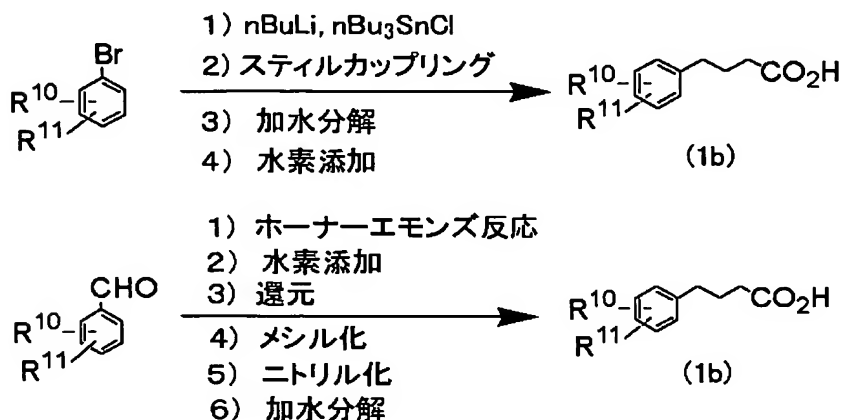 1) nBuLi, nBu₃SnCl
Br
2) スティルカップリング
R¹⁰
R¹¹
3) 加水分解
4) 水素添加
R¹⁰
R¹¹
CO₂H
(1b)
1) ホーナーエモンズ反応
2) 水素添加
3) 還元
CHO
R¹⁰
R¹¹
4) メシル化
5) ニトリル化
6) 加水分解
R¹⁰
R¹¹
CO₂H
(1b)